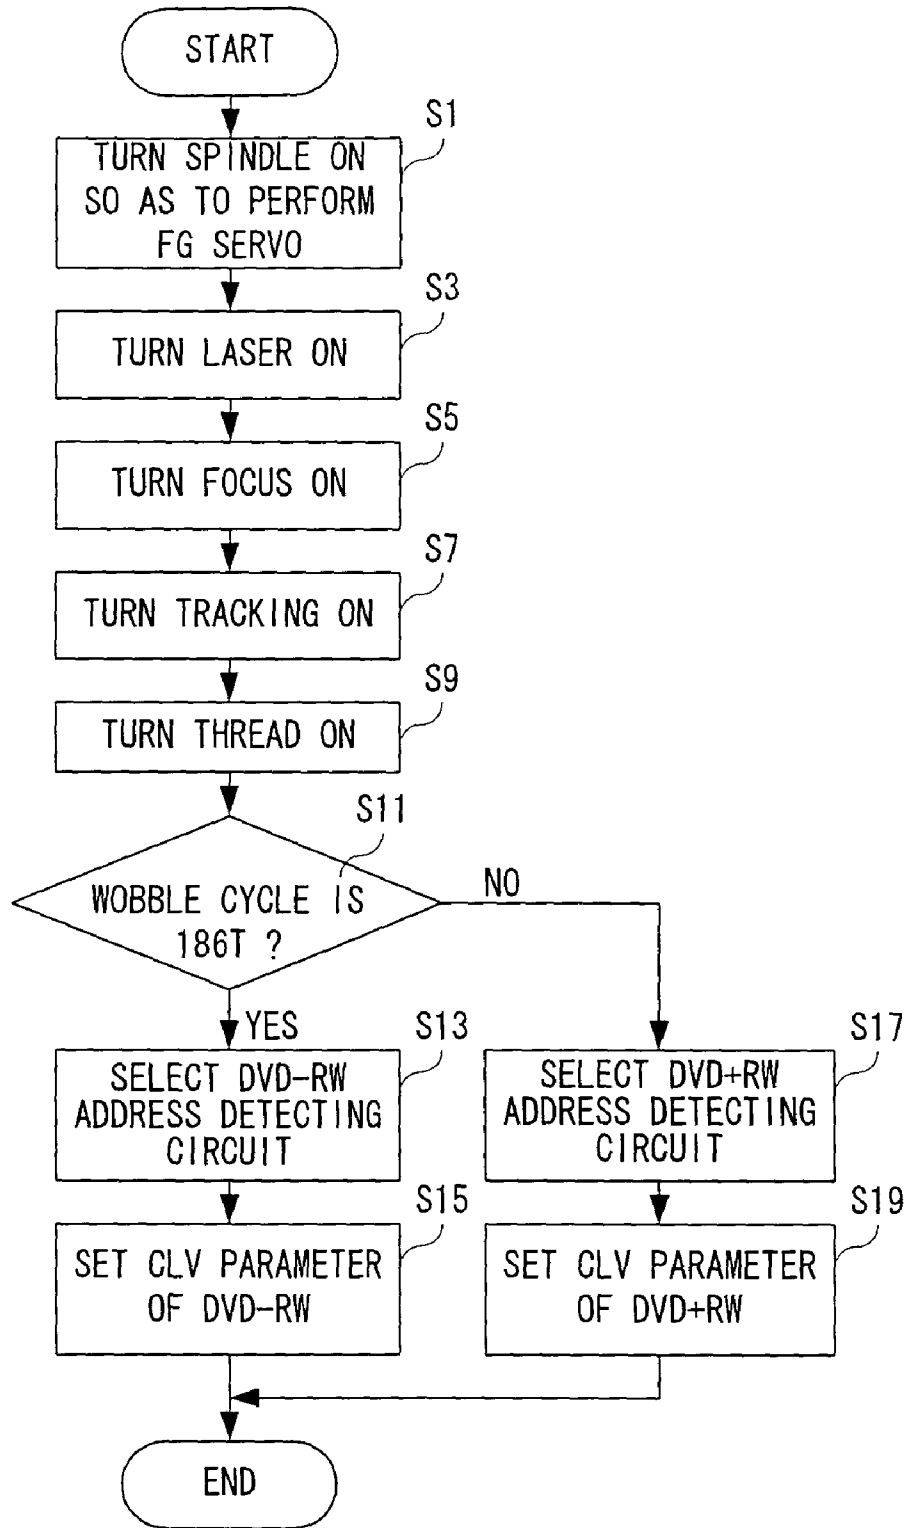 START
S1
TURN SPINDLE ON
SO AS TO PERFORM
FG SERVO
S3
TURN LASER ON
S5
TURN FOCUS ON
S7
TURN TRACKING ON
S9
TURN THREAD ON
S11
WOBBLE CYCLE IS
186T ?
NO
YES
S13
SELECT DVD-RW
ADDRESS DETECTING
CIRCUIT
S17
SELECT DVD+RW
ADDRESS DETECTING
CIRCUIT
S15
SET CLV PARAMETER
OF DVD-RW
S19
SET CLV PARAMETER
OF DVD+RW
END